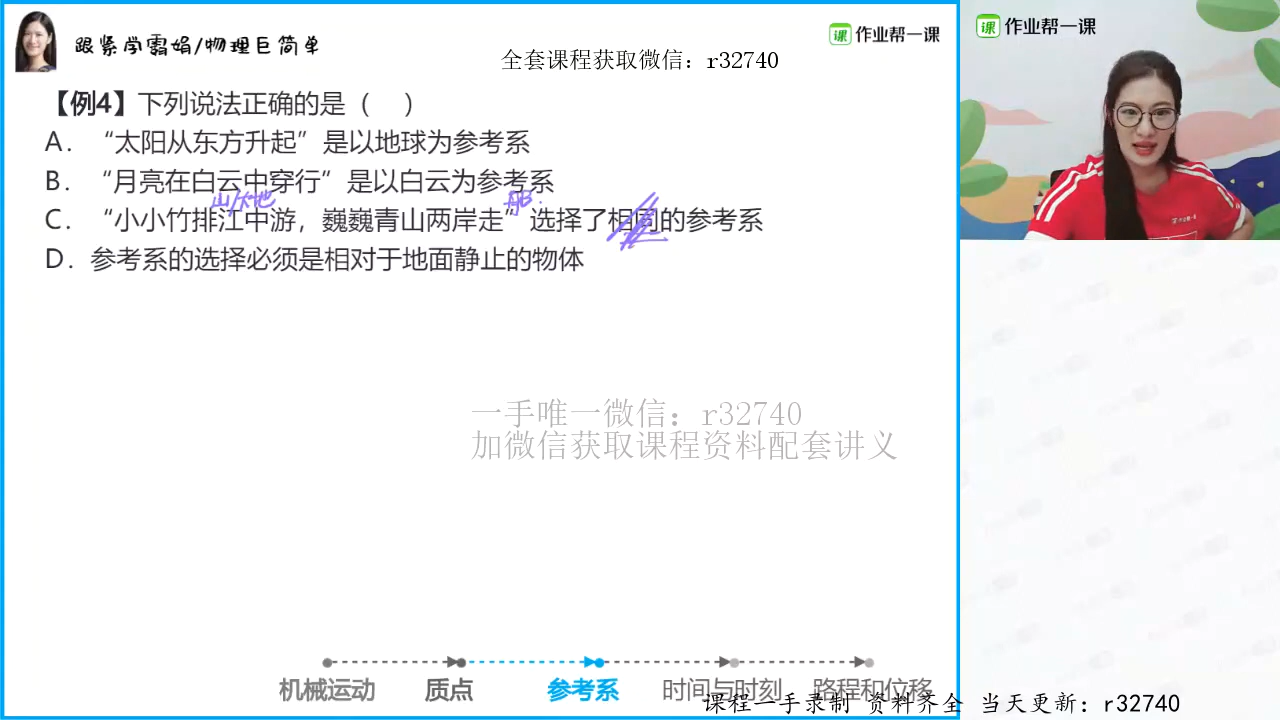 跟紧学霸娟/物理巨简单
作业帮一课
作业帮一课
全套课程获取微信：r32740
【例4】下列说法正确的是（　）
A．“太阳从东方升起”是以地球为参考系
B．“月亮在白云中穿行”是以白云为参考系
山/大地
船
C．“小小竹排江中游，巍巍青山两岸走”选择了相同的参考系
D．参考系的选择必须是相对于地面静止的物体
一手唯一微信：r32740
加微信获取课程资料配套讲义
机械运动 质点 参考系 时间与时刻 路程和位移
课程一手录制 资料齐全 当天更新：r32740